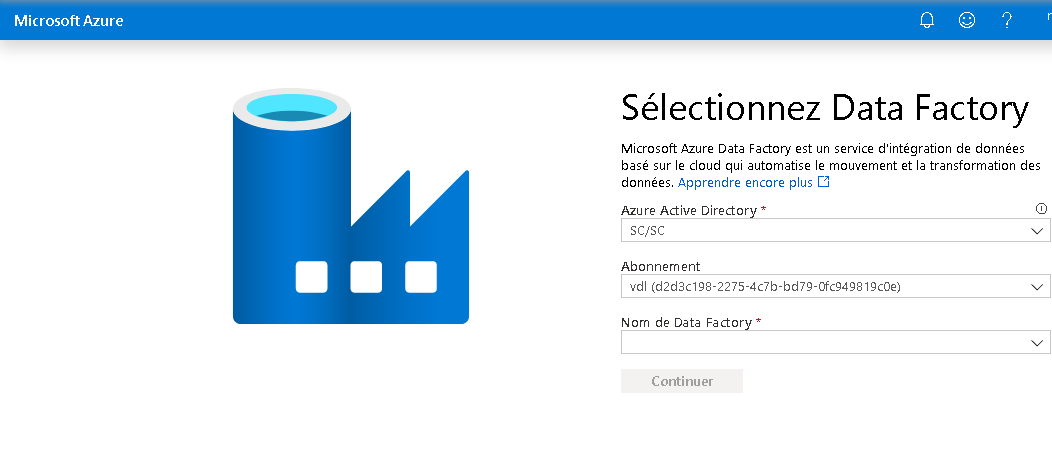 Microsoft Azure
Sélectionnez Data Factory
Microsoft Azure Data Factory est un service d'intégration de données
basé sur le cloud qui automatise le mouvement et la transformation des
données. Apprendre encore plus
Azure Active Directory *
SC/SC
Abonnement
vdl (d2d3c198-2275-4c7b-bd79-0fc949819c0e)
Nom de Data Factory *
Continuer